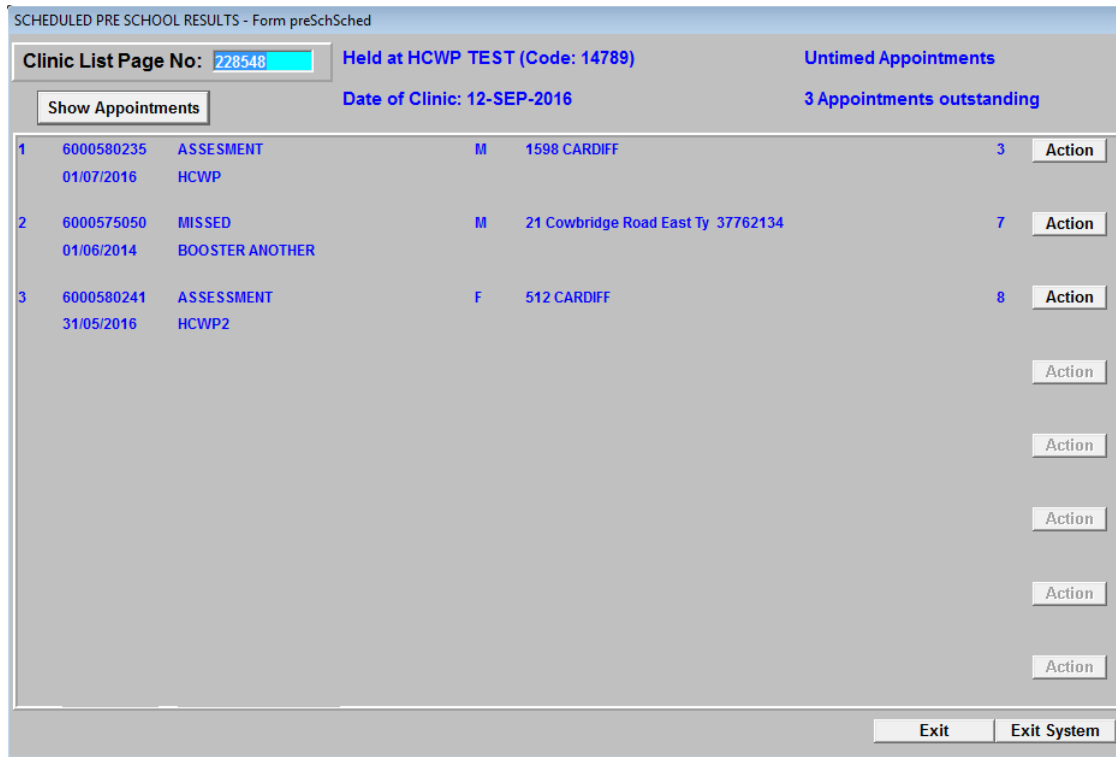 SCHEDULED PRE SCHOOL RESULTS - Form preSchSched
Clinic List Page No: 228548 Held at HCWP TEST (Code: 14789) Untimed Appointments
Show Appointments Date of Clinic: 12-SEP-2016 3 Appointments outstanding
1 6000580235 ASSESMENT M 1598 CARDIFF 3 Action
01/07/2016 HCWP
2 6000575050 MISSED M 21 Cowbridge Road East Ty 37762134 7 Action
01/06/2014 BOOSTER ANOTHER
3 6000580241 ASSESSMENT F 512 CARDIFF 8 Action
31/05/2016 HCWP2
Action
Action
Action
Action
Action
Exit Exit System